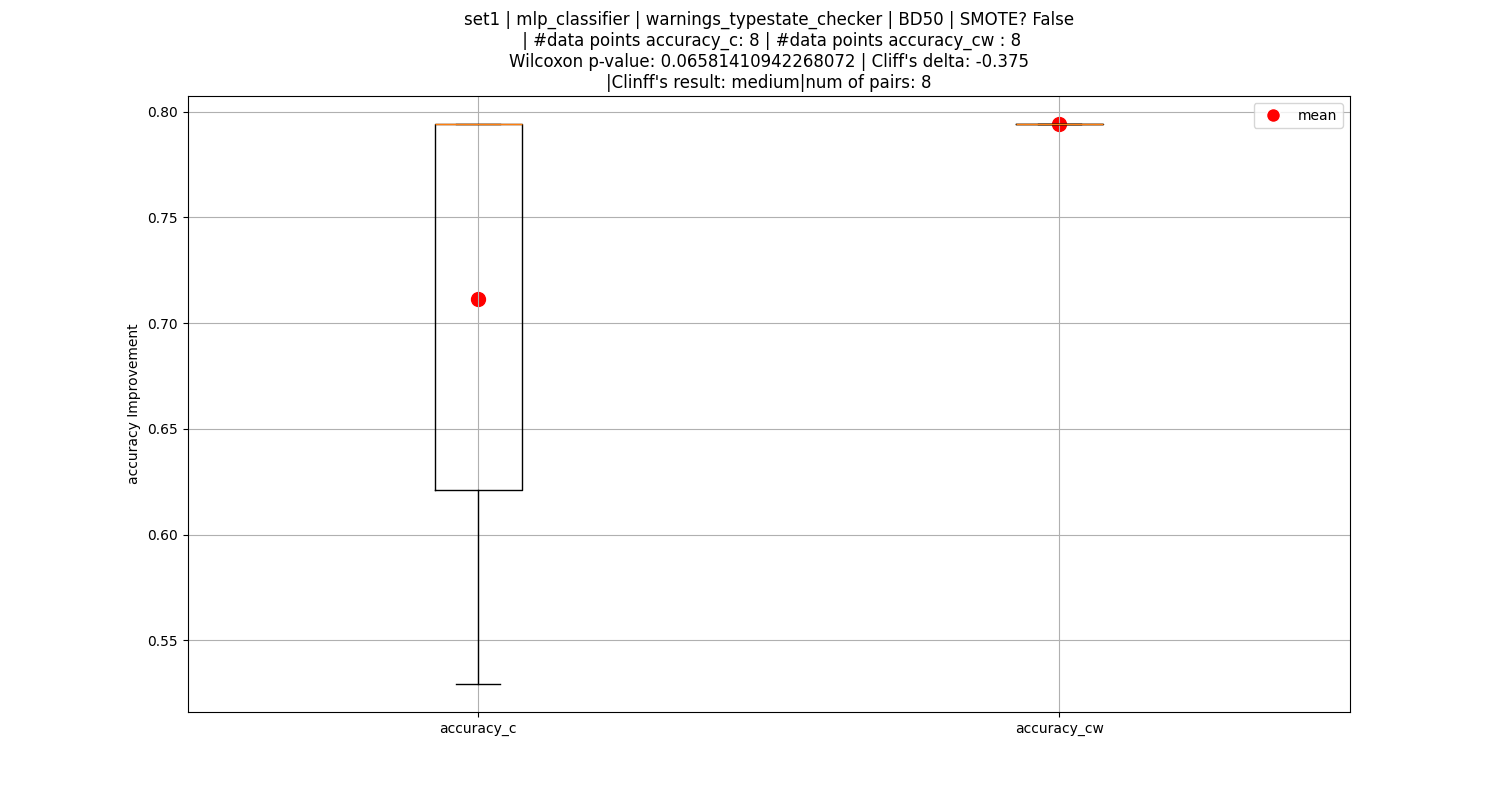 set1 | mlp_classifier | warnings_typestate_checker | BD50 | SMOTE? False
| #data points accuracy_c: 8 | #data points accuracy_cw : 8
Wilcoxon p-value: 0.06581410942268072 | Cliff's delta: -0.375
|Clinff's result: medium|num of pairs: 8
mean
0.80
0.75
0.70
0.65
0.60
0.55
accuracy Improvement
accuracy_c
accuracy_cw